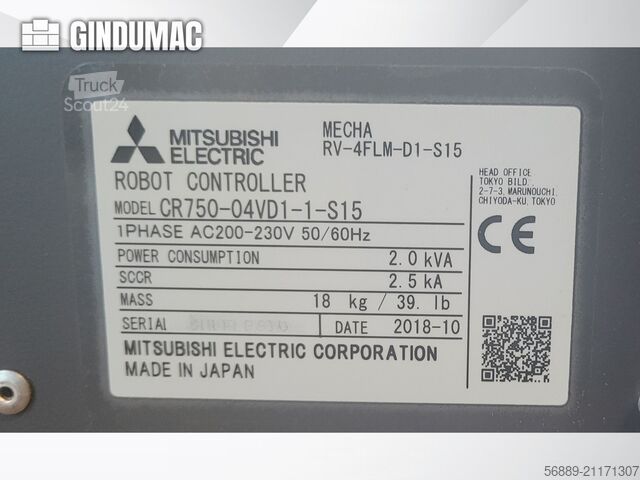 GINDUMAC
Truck
Scout24
MITSUBISHI
ELECTRIC
MECHA
RV-4FLM-D1-S15
ROBOT CONTROLLER
MODEL CR750-04VD1-1-S15
1PHASE AC200-230V 50/60Hz
POWER CONSUMPTION 2.0 kVA
SCCR 2.5 kA
MASS 18 kg / 39. lb
SERIAL DATE 2018-10
MITSUBISHI ELECTRIC CORPORATION
MADE IN JAPAN
HEAD OFFICE
TOKYO BILD.
2-7-3. MARUNOUCHI
CHIYODA-KU. TOKYO
CE
56889-21171307